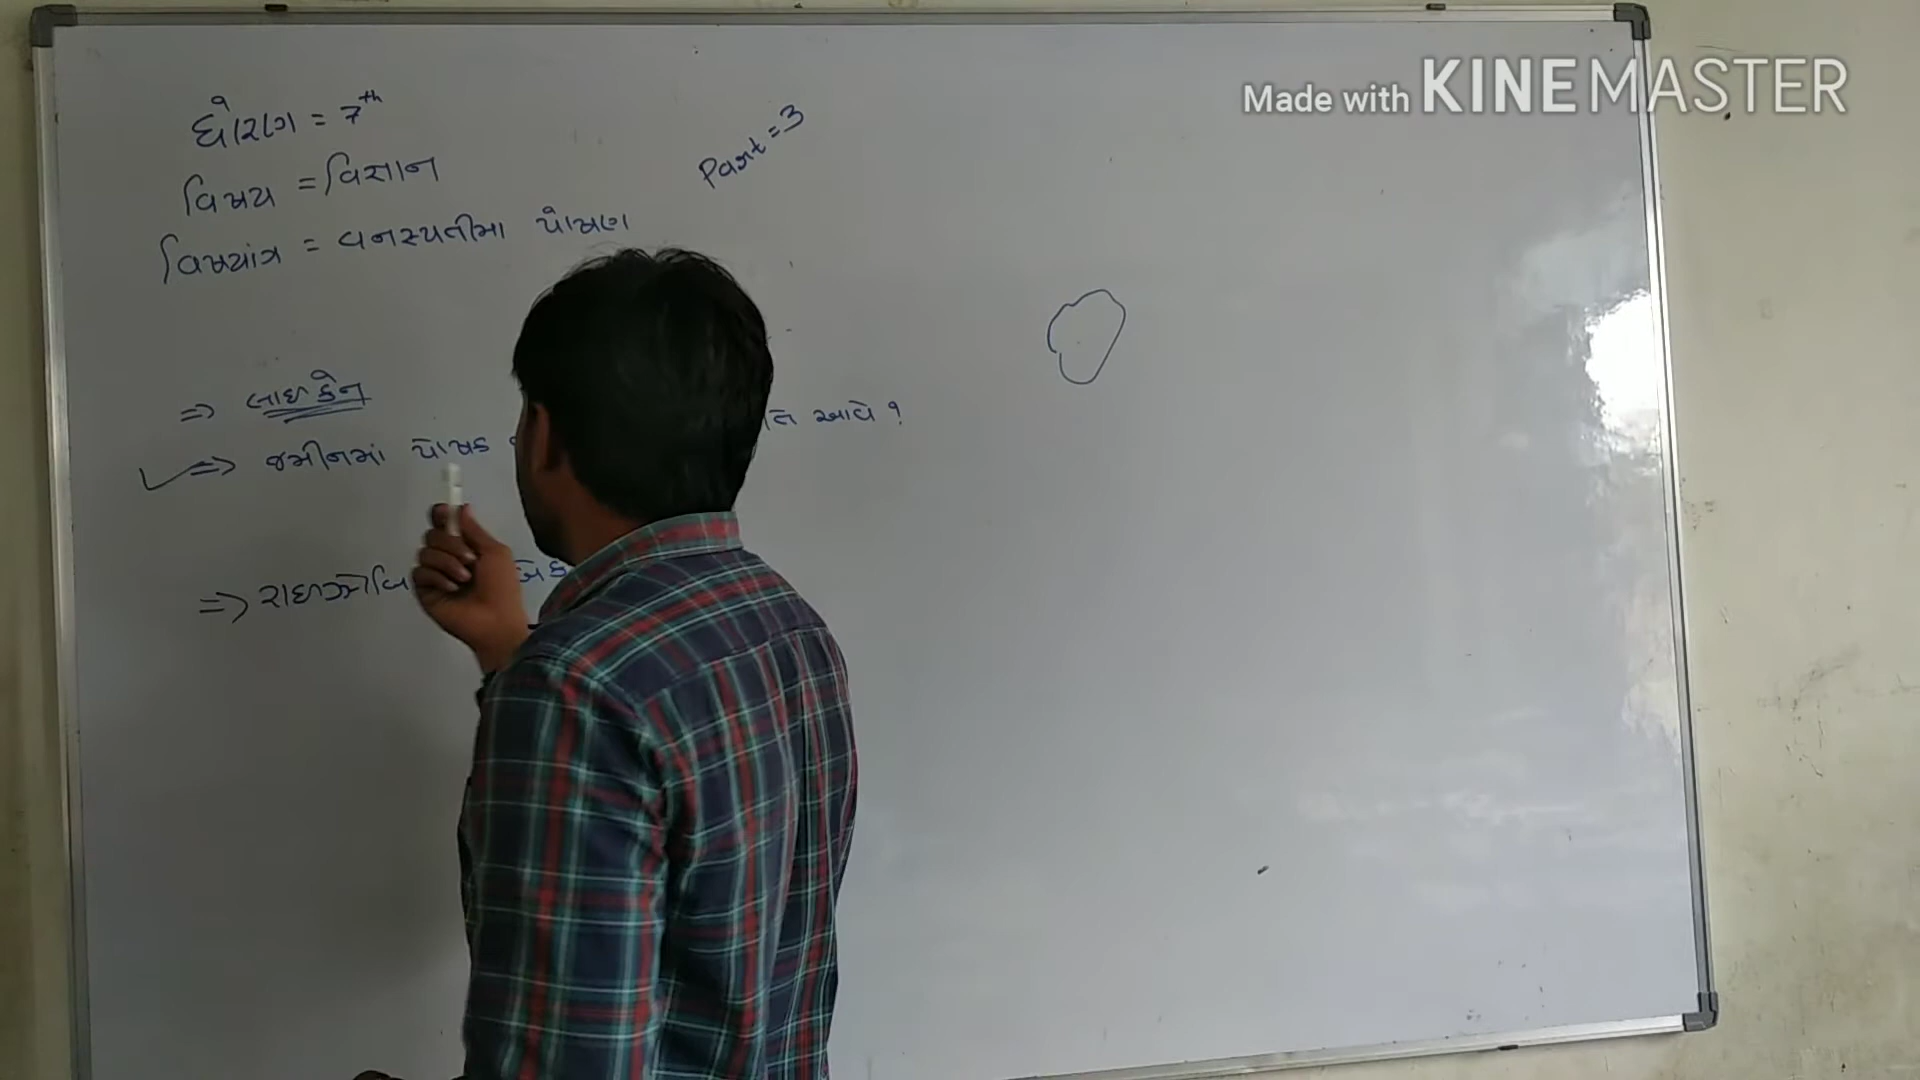 Made with KINEMASTER
ધોરણ = 7th
Part = 3
વિષય = વિજ્ઞાન
વિષયાંગ = વનસ્પતીમા પોષણ
=> લાઇકેન
=> જમીનમાં પોષક
આવે ?
=> રાઇઝોબિ